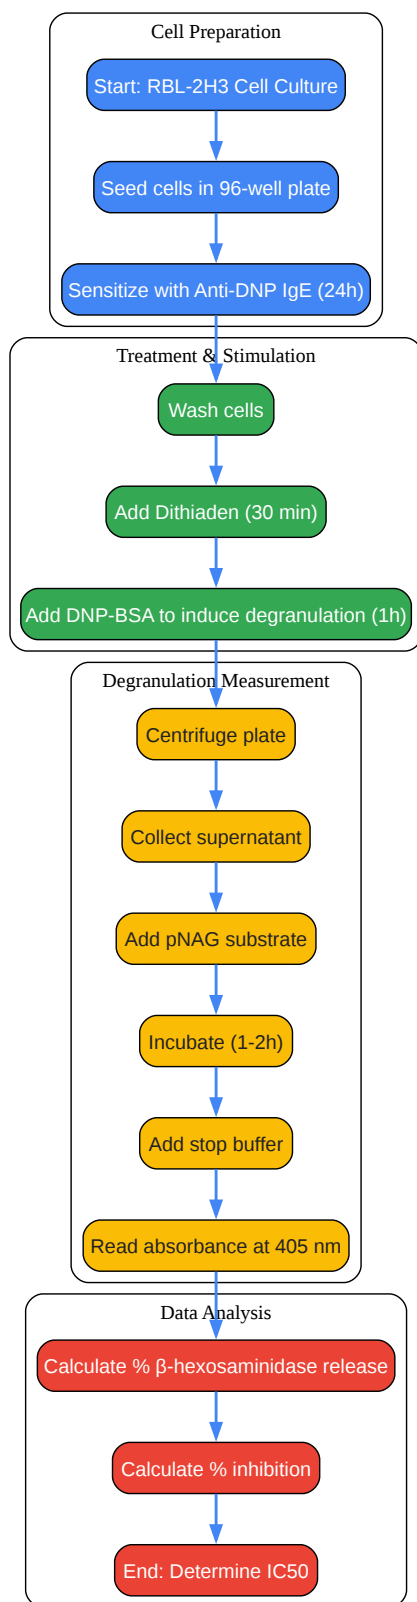 Cell Preparation
Start: RBL-2H3 Cell Culture
Seed cells in 96-well plate
Sensitize with Anti-DNP IgE (24h)
Treatment & Stimulation
Wash cells
Add Dithiaden (30 min)
Add DNP-BSA to induce degranulation (1h)
Degranulation Measurement
Centrifuge plate
Collect supernatant
Add pNAG substrate
Incubate (1-2h)
Add stop buffer
Read absorbance at 405 nm
Data Analysis
Calculate % β-hexosaminidase release
Calculate % inhibition
End: Determine IC50